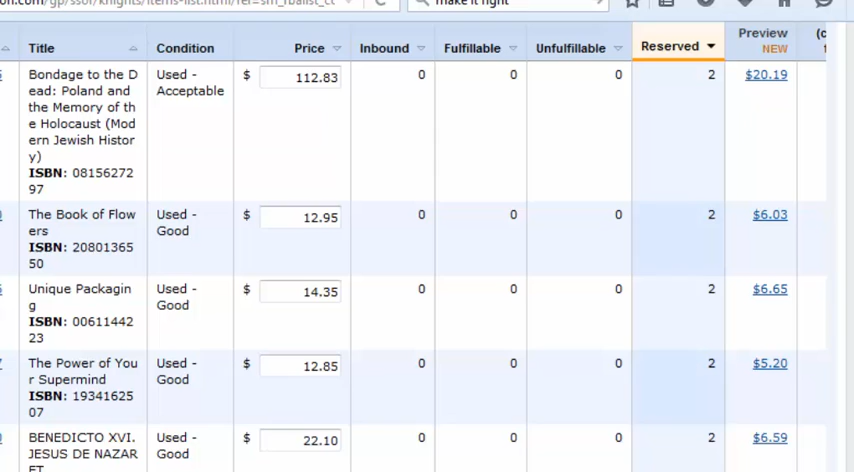 on.com/gp/ssof/knights/items-list.html/ref=sm_fbalist_ct
make it right
Title
Condition
Price
Inbound
Fulfillable
Unfulfillable
Reserved
Preview
NEW
Bondage to the D
ead: Poland and
the Memory of th
e Holocaust (Mod
ern Jewish Histor
y)
ISBN: 08156272
97
Used -
Acceptable
$ 112.83
0
0
0
2
$20.19
The Book of Flow
ers
ISBN: 20801365
50
Used -
Good
$ 12.95
0
0
0
2
$6.03
Unique Packagin
g
ISBN: 00611442
23
Used -
Good
$ 14.35
0
0
0
2
$6.65
The Power of You
r Supermind
ISBN: 19341625
07
Used -
Good
$ 12.85
0
0
0
2
$5.20
BENEDICTO XVI.
JESUS DE NAZAR
ET
Used -
Good
$ 22.10
0
0
0
2
$6.59